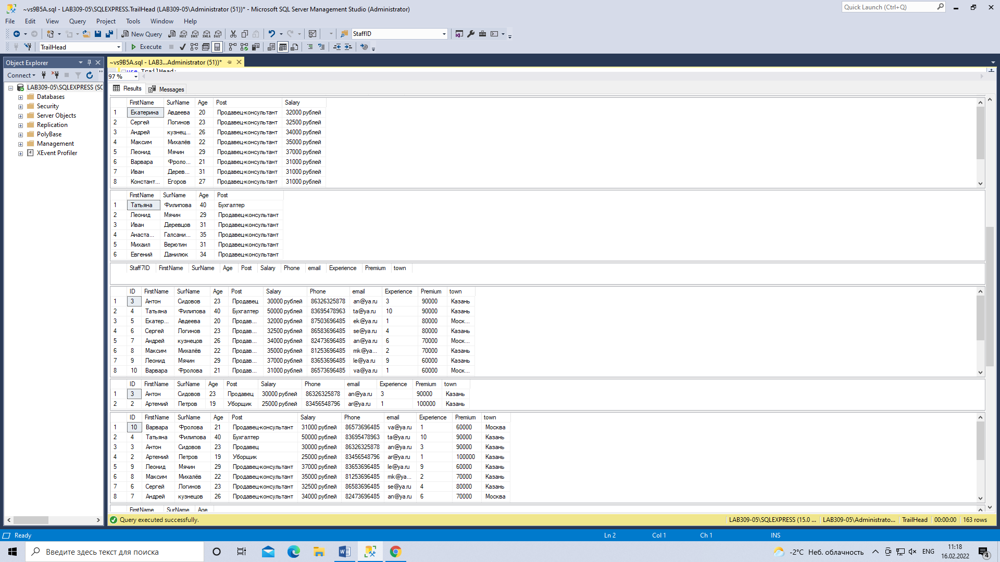 ~vs9B5A.sql - LAB309-05\SQLEXPRESS.TrailHead (LAB309-05\Administrator (51))* - Microsoft SQL Server Management Studio (Administrator)
Quick Launch (Ctrl+Q)
File Edit View Query Project Tools Window Help
New Query MDX DMX XMLA DAX StaffID
TrailHead Execute
Object Explorer
~vs9B5A.sql - LAB3...Administrator (51))*
use TrailHead;
Connect
97 %
LAB309-05\SQLEXPRESS (SQ
Databases
Security
Server Objects
Replication
PolyBase
Management
XEvent Profiler
Results Messages
FirstName SurName Age Post Salary
1 Екатерина Авдеева 20 Продавец-консультант 32000 рублей
2 Сергей Логинов 23 Продавец-консультант 32500 рублей
3 Андрей кузнец... 26 Продавец-консультант 34000 рублей
4 Максим Михалёв 22 Продавец-консультант 35000 рублей
5 Леонид Мячин 29 Продавец-консультант 37000 рублей
6 Варвара Фроло... 21 Продавец-консультант 31000 рублей
7 Иван Дерев... 31 Продавец-консультант 31000 рублей
8 Констант... Егоров 27 Продавец-консультант 31000 рублей
FirstName SurName Age Post
1 Татьяна Филипова 40 Бухгалтер
2 Леонид Мячин 29 Продавец-консультант
3 Иван Деревцов 31 Продавец-консультант
4 Анаста... Галсани... 35 Продавец-консультант
5 Михаил Верютин 31 Продавец-консультант
6 Евгений Данилюк 34 Продавец-консультант
Staff7ID FirstName SurName Age Post Salary Phone email Experience Premium town
ID FirstName SurName Age Post Salary Phone email Experience Premium town
1 3 Антон Сидовов 23 Продавец 30000 рублей 86326325878 an@ya.ru 3 90000 Казань
2 4 Татьяна Филипова 40 Бухгалтер 50000 рублей 83695478963 ta@ya.ru 10 90000 Казань
3 5 Екатер... Авдеева 20 Продав... 32000 рублей 87503696485 ek@ya.ru 1 80000 Моск...
4 6 Сергей Логинов 23 Продав... 32500 рублей 86583696485 se@ya.ru 4 80000 Казань
5 7 Андрей кузнецов 26 Продав... 34000 рублей 82473696485 an@ya.ru 6 70000 Моск...
6 8 Максим Михалёв 22 Продав... 35000 рублей 81253696485 mk@ya... 2 70000 Казань
7 9 Леонид Мячин 29 Продав... 37000 рублей 83653696485 le@ya.ru 9 60000 Казань
8 10 Варвара Фролова 21 Продав... 31000 рублей 86573696485 va@ya.ru 1 60000 Моск...
ID FirstName SurName Age Post Salary Phone email Experience Premium town
1 3 Антон Сидовов 23 Продавец 30000 рублей 86326325878 an@ya.ru 3 90000 Казань
2 2 Артемий Петров 19 Уборщик 25000 рублей 83456548796 ar@ya.ru 1 100000 Казань
ID FirstName SurName Age Post Salary Phone email Experience Premium town
1 10 Варвара Фролова 21 Продавец-консультант 31000 рублей 86573696485 va@ya.ru 1 60000 Москва
2 4 Татьяна Филипова 40 Бухгалтер 50000 рублей 83695478963 ta@ya.ru 10 90000 Казань
3 3 Антон Сидовов 23 Продавец 30000 рублей 86326325878 an@ya.ru 3 90000 Казань
4 2 Артемий Петров 19 Уборщик 25000 рублей 83456548796 ar@ya.ru 1 100000 Казань
5 9 Леонид Мячин 29 Продавец-консультант 37000 рублей 83653696485 le@ya.ru 9 60000 Казань
6 8 Максим Михалёв 22 Продавец-консультант 35000 рублей 81253696485 mk@ya... 2 70000 Казань
7 6 Сергей Логинов 23 Продавец-консультант 32500 рублей 86583696485 se@ya.ru 4 80000 Казань
8 7 Андрей кузнецов 26 Продавец-консультант 34000 рублей 82473696485 an@ya.ru 6 70000 Москва
FirstName SurName Age
Query executed successfully. LAB309-05\SQLEXPRESS (15.0 ... LAB309-05\Administrato... TrailHead 00:00:00 163 rows
Ready Ln 2 Col 1 Ch 1 INS
Введите здесь текст для поиска
-2°C Неб. облачность ENG
11:18
16.02.2022
4